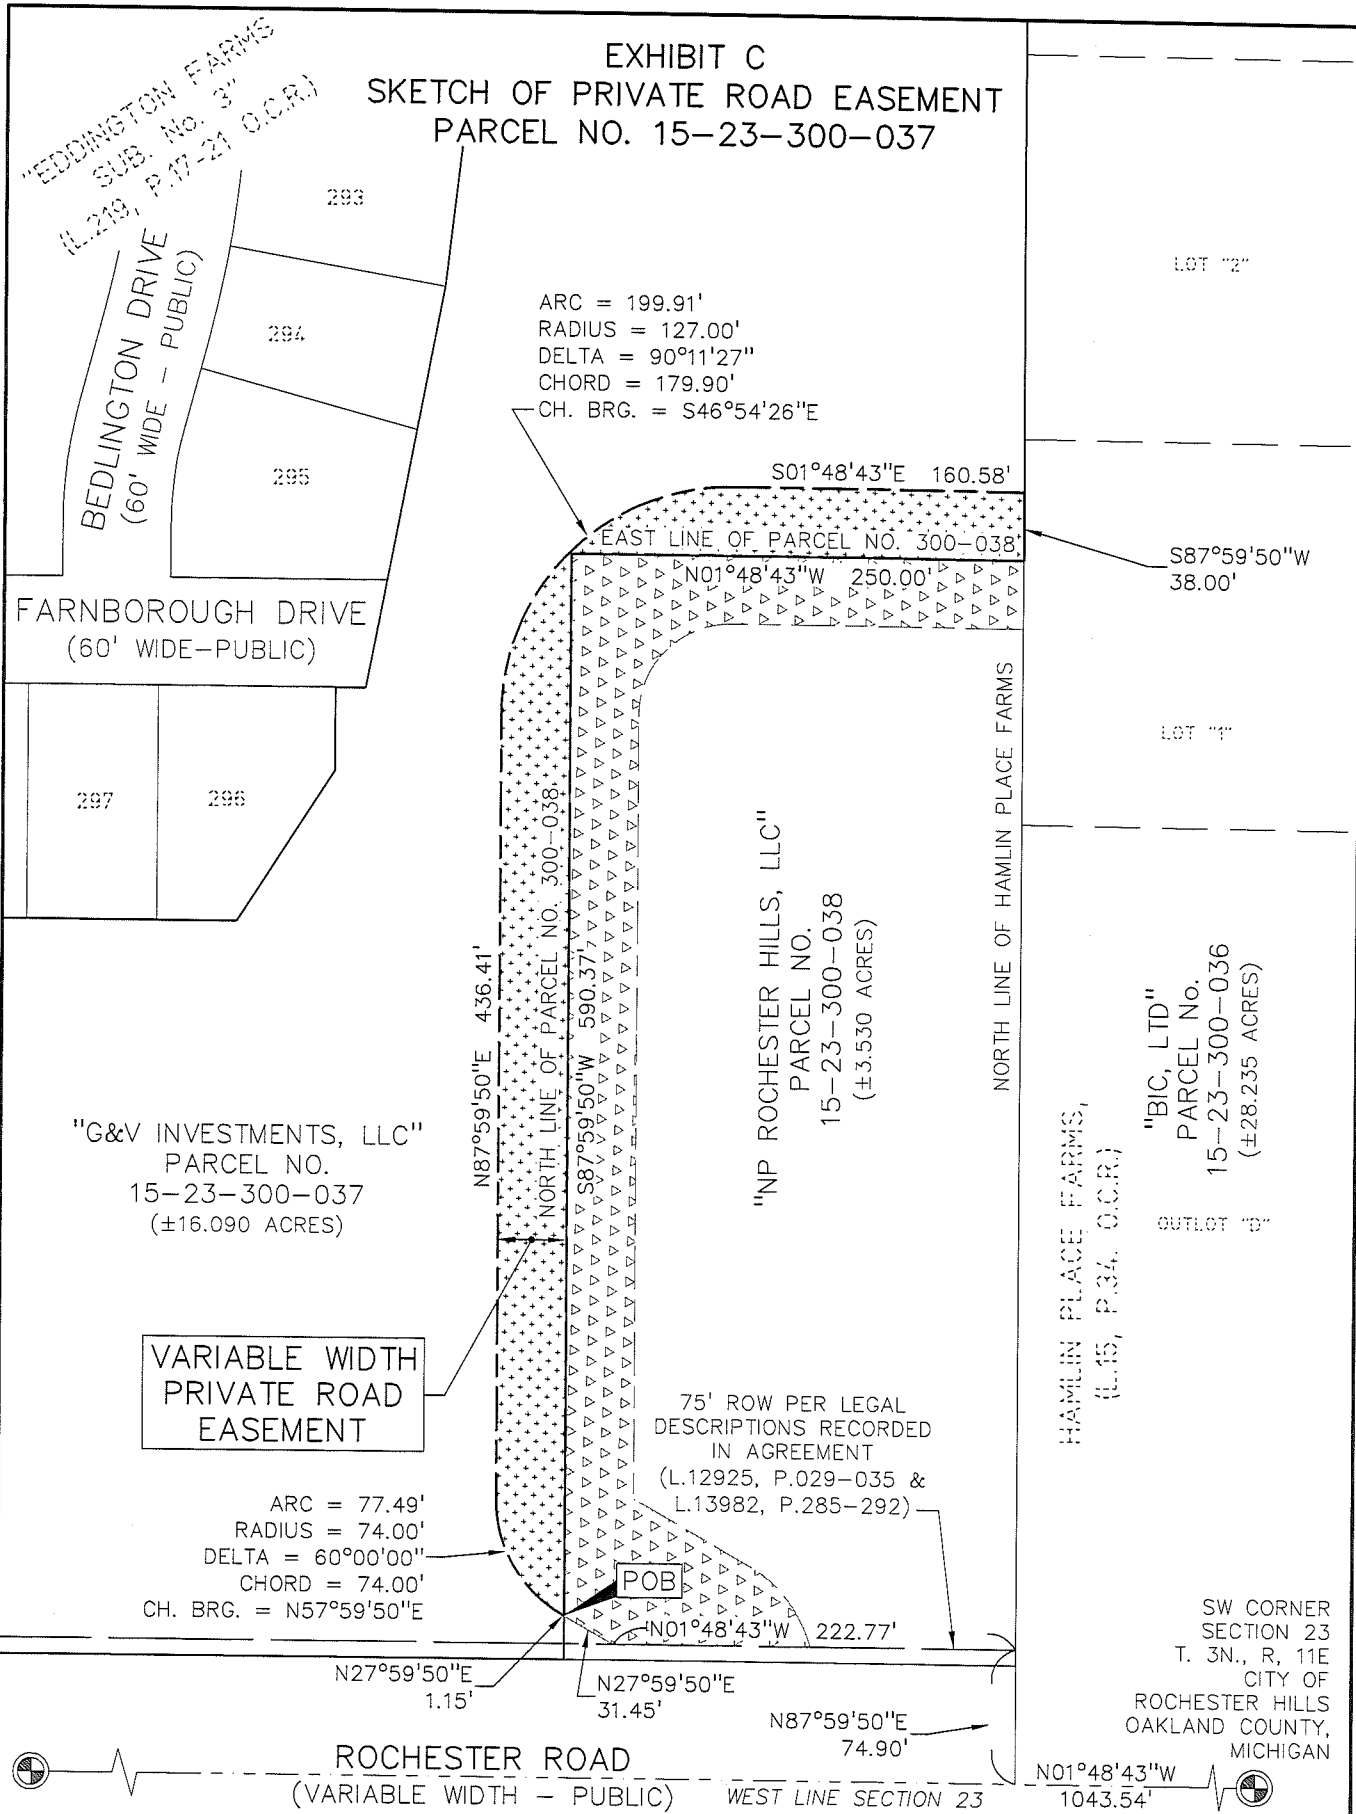 EXHIBIT C
SKETCH OF PRIVATE ROAD EASEMENT
PARCEL NO. 15-23-300-037
"EDDINGTON FARMS
SUB. No. 3"
(L.219, P.17-21 O.C.R.)
293
294
295
BEDLINGTON DRIVE
(60' WIDE - PUBLIC)
FARNBOROUGH DRIVE
(60' WIDE-PUBLIC)
297
296
ARC = 199.91'
RADIUS = 127.00'
DELTA = 90°11'27"
CHORD = 179.90'
CH. BRG. = S46°54'26"E
S01°48'43"E 160.58'
EAST LINE OF PARCEL NO. 300-038
N01°48'43"W 250.00'
S87°59'50"W
38.00'
LOT "2"
LOT "1"
NORTH LINE OF HAMLIN PLACE FARMS
N87°59'50"E 436.41'
NORTH LINE OF PARCEL NO. 300-038
S87°59'50"W 590.37'
"NP ROCHESTER HILLS, LLC"
PARCEL NO.
15-23-300-038
(±3.530 ACRES)
"BIC, LTD"
PARCEL No.
15-23-300-036
(±28.235 ACRES)
OUTLOT "D"
HAMLIN PLACE FARMS,
(L.15, P.34. O.C.R.)
"G&V INVESTMENTS, LLC"
PARCEL NO.
15-23-300-037
(±16.090 ACRES)
VARIABLE WIDTH
PRIVATE ROAD
EASEMENT
75' ROW PER LEGAL
DESCRIPTIONS RECORDED
IN AGREEMENT
(L.12925, P.029-035 &
L.13982, P.285-292)
ARC = 77.49'
RADIUS = 74.00'
DELTA = 60°00'00"
CHORD = 74.00'
CH. BRG. = N57°59'50"E
POB
N01°48'43"W 222.77'
N27°59'50"E
1.15'
N27°59'50"E
31.45'
N87°59'50"E
74.90'
SW CORNER
SECTION 23
T. 3N., R, 11E
CITY OF
ROCHESTER HILLS
OAKLAND COUNTY,
MICHIGAN
ROCHESTER ROAD
(VARIABLE WIDTH - PUBLIC)
WEST LINE SECTION 23
N01°48'43"W
1043.54'